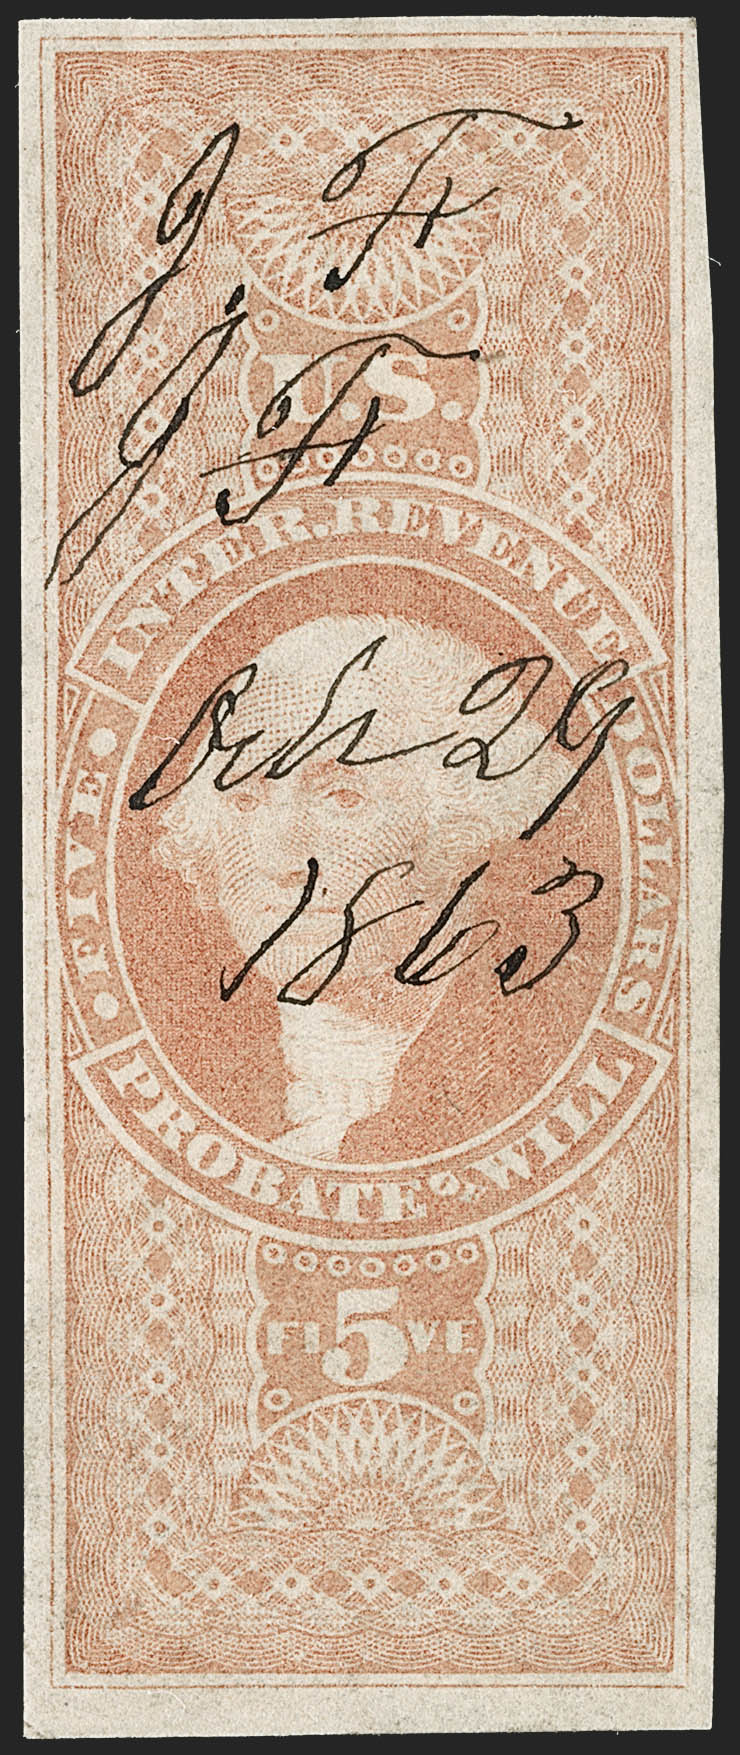 J. F
J. F
U.S.
INTER. REVENUE
Oct 29
1863
FIVE
DOLLARS
PROBATE OF WILL
FI 5 VE